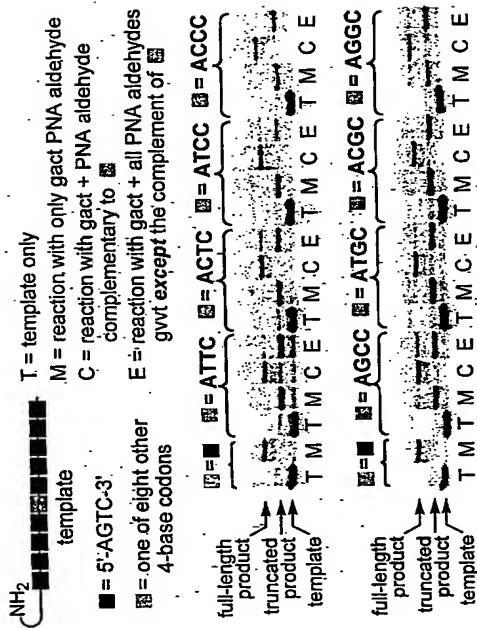 NH2
template
T = template only
M = reaction with only gact PNA aldehyde
C = reaction with gact + PNA aldehyde
complementary to
E = reaction with gact + all PNA aldehydes
gvvt except the complement of
= 5'-AGTC-3'
= one of eight other
4-base codons
= ATTC
= ACTC
= ATCC
= ACCC
full-length
product
truncated
product
template
T M T M C E T M C E T M C E T M C E
= AGCC
= ATGC
= ACGC
= AGGC
full-length
product
truncated
product
template
T M T M C E T M C E T M C E T M C E